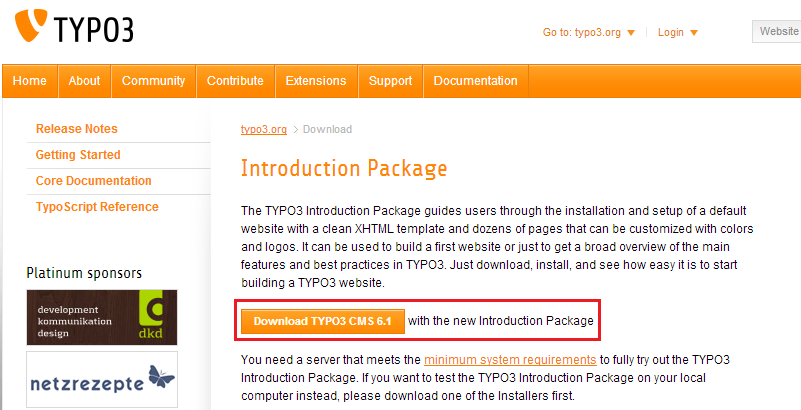 TYPO3
Go to: typo3.org
Login
Website
Home
About
Community
Contribute
Extensions
Support
Documentation
Release Notes
Getting Started
Core Documentation
TypoScript Reference
Platinum sponsors
development
kommunikation
design
dkd
netzrezepte
typo3.org > Download
Introduction Package
The TYPO3 Introduction Package guides users through the installation and setup of a default
website with a clean XHTML template and dozens of pages that can be customized with colors
and logos. It can be used to build a first website or just to get a broad overview of the main
features and best practices in TYPO3. Just download, install, and see how easy it is to start
building a TYPO3 website.
Download TYPO3 CMS 6.1 with the new Introduction Package
You need a server that meets the minimum system requirements to fully try out the TYPO3
Introduction Package. If you want to test the TYPO3 Introduction Package on your local
computer instead, please download one of the Installers first.